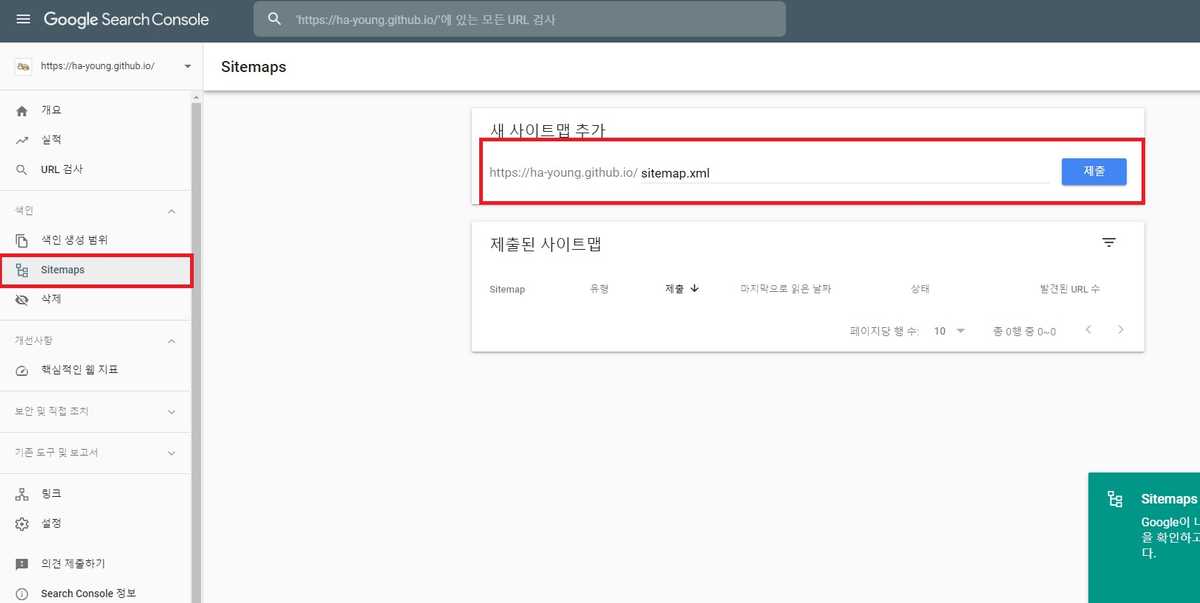 Google Search Console
'https://ha-young.github.io/'에 있는 모든 URL 검사
https://ha-young.github.io/
Sitemaps
개요
실적
URL 검사
색인
색인 생성 범위
Sitemaps
삭제
개선사항
핵심적인 웹 지표
보안 및 직접 조치
기존 도구 및 보고서
링크
설정
의견 제출하기
Search Console 정보
새 사이트맵 추가
https://ha-young.github.io/ sitemap.xml
제출
제출된 사이트맵
Sitemap 유형 제출 마지막으로 읽은 날짜 상태 발견된 URL 수
페이지당 행 수: 10 총 0행 중 0~0
Sitemaps
Google이
을 확인하고
다.